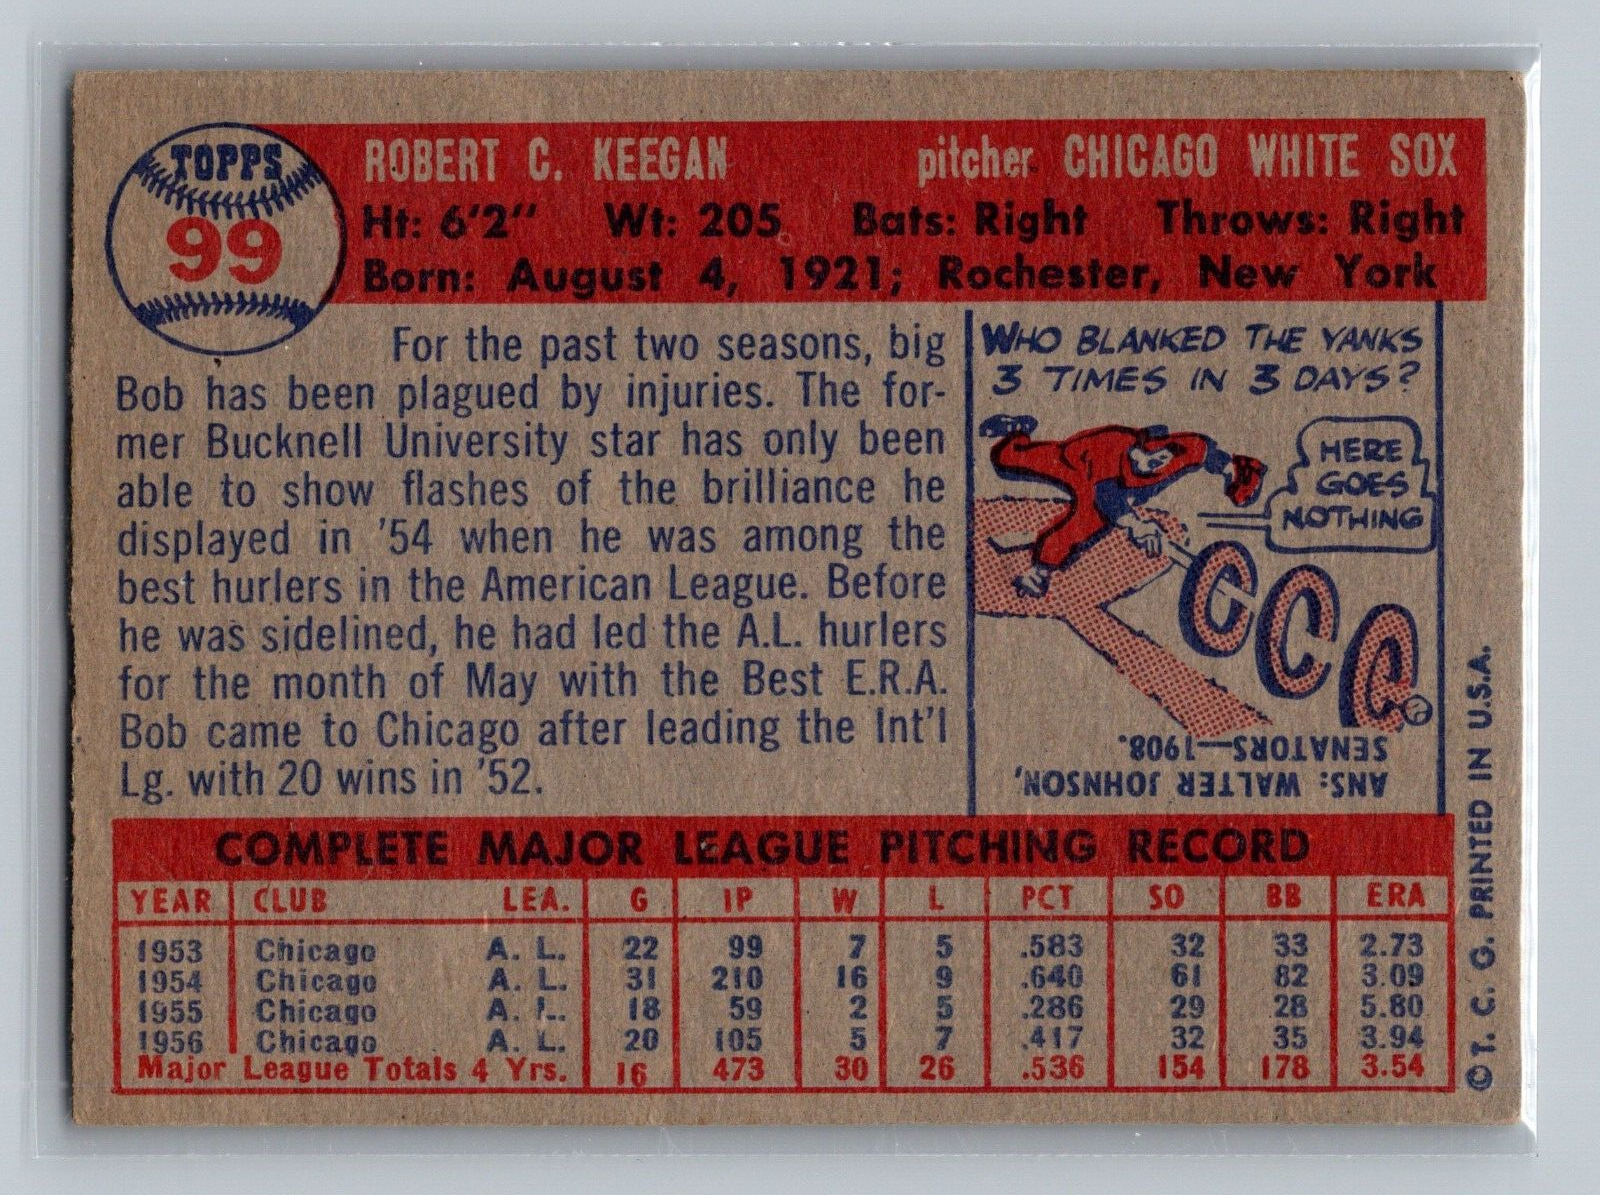 TOPPS
99
ROBERT C. KEEGAN pitcher CHICAGO WHITE SOX
Ht: 6'2" Wt: 205 Bats: Right Throws: Right
Born: August 4, 1921; Rochester, New York
For the past two seasons, big
Bob has been plagued by injuries. The for-
mer Bucknell University star has only been
able to show flashes of the brilliance he
displayed in '54 when he was among the
best hurlers in the American League. Before
he was sidelined, he had led the A.L. hurlers
for the month of May with the Best E.R.A.
Bob came to Chicago after leading the Int'l
Lg. with 20 wins in '52.
WHO BLANKED THE YANKS
3 TIMES IN 3 DAYS?
HERE
GOES
NOTHING
ANS: WALTER JOHNSON,
SENATORS—1908.
COMPLETE MAJOR LEAGUE PITCHING RECORD
YEAR CLUB LEA. G IP W L PCT SO BB ERA
1953 Chicago A. L. 22 99 7 5 .583 32 33 2.73
1954 Chicago A. L. 31 210 16 9 .640 61 82 3.09
1955 Chicago A. L. 18 59 2 5 .286 29 28 5.80
1956 Chicago A. L. 20 105 5 7 .417 32 35 3.94
Major League Totals 4 Yrs. 16 473 30 26 .536 154 178 3.54
© T. C. G. PRINTED IN U.S.A.